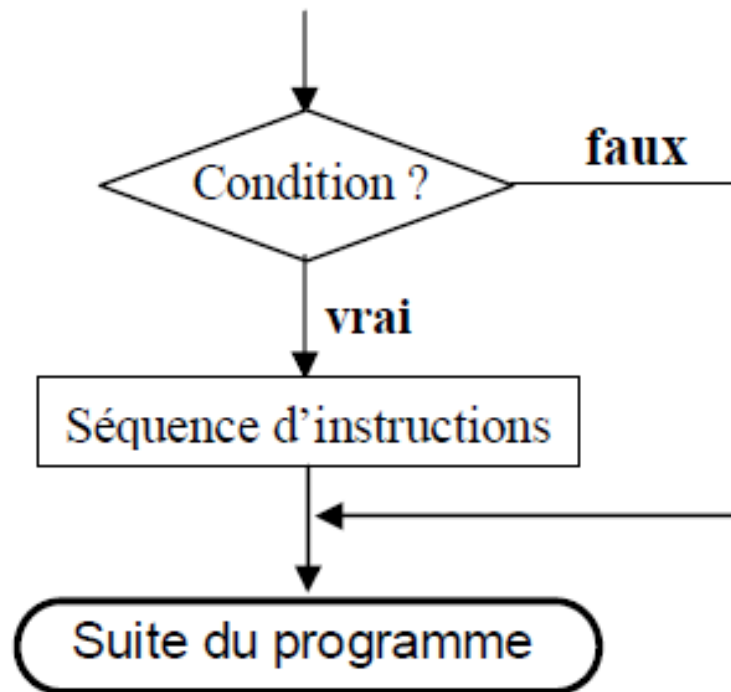 Condition ?
faux
vrai
Séquence d'instructions
Suite du programme